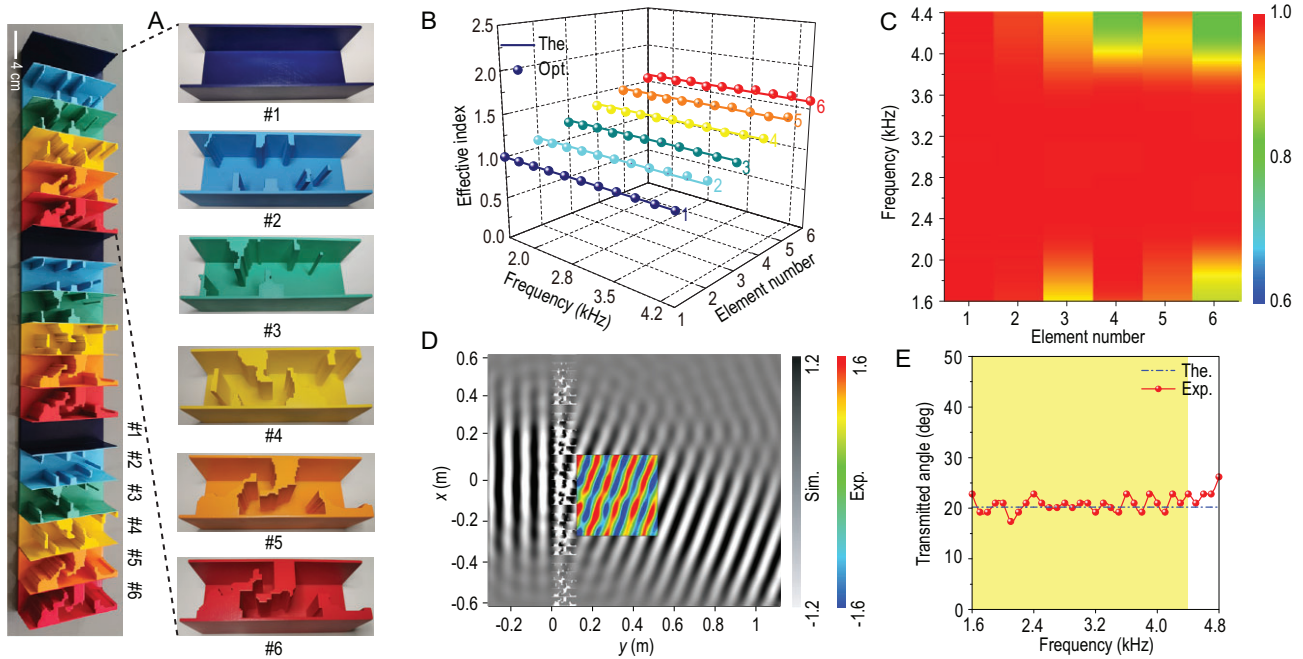 A
4 cm
#1
#2
#3
#4
#5
#6
#1
#2
#3
#4
#5
#6
B
Effective index
2.5
2.0
1.5
1.0
0.5
0.0
The.
Opt.
1
2
3
4
5
6
2.0
2.8
3.5
4.2
Frequency (kHz)
1
2
3
4
5
6
Element number
C
Frequency (kHz)
4.4
4.0
3.6
3.2
2.8
2.4
2.0
1.6
1 2 3 4 5 6
Element number
1.0
0.8
0.6
D
x (m)
0.6
0.4
0.2
0
-0.2
-0.4
-0.6
-0.2 0 0.2 0.4 0.6 0.8 1
y (m)
1.2
Sim.
-1.2
1.6
Exp.
-1.6
E
Transmitted angle (deg)
50
40
30
20
10
0
The.
Exp.
1.6 2.4 3.2 4.0 4.8
Frequency (kHz)